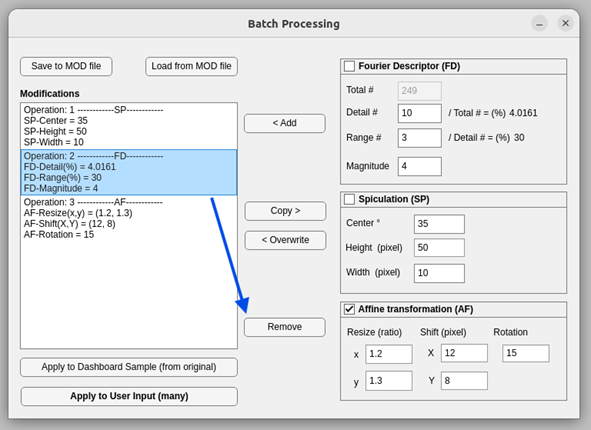 Batch Processing
Save to MOD file
Load from MOD file
Modifications
Operation: 1 ------------SP------------
SP-Center = 35
SP-Height = 50
SP-Width = 10
Operation: 2 ------------FD------------
FD-Detail(%) = 4.0161
FD-Range(%) = 30
FD-Magnitude = 4
Operation: 3 ------------AF------------
AF-Resize(x,y) = (1.2, 1.3)
AF-Shift(X,Y) = (12, 8)
AF-Rotation = 15
Apply to Dashboard Sample (from original)
Apply to User Input (many)
< Add
Copy >
< Overwrite
Remove
Fourier Descriptor (FD)
Total # 249
Detail # 10 / Total # = (%) 4.0161
Range # 3 / Detail # = (%) 30
Magnitude 4
Spiculation (SP)
Center ° 35
Height (pixel) 50
Width (pixel) 10
Affine transformation (AF)
Resize (ratio) Shift (pixel) Rotation
x 1.2 X 12 15
y 1.3 Y 8